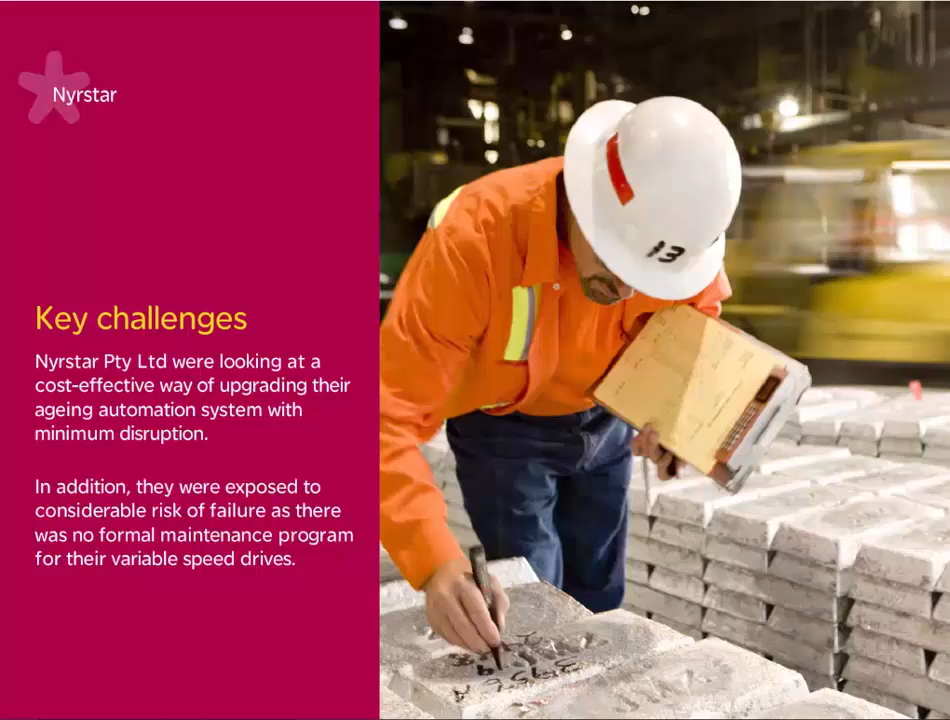 Nyrstar
Key challenges
Nyrstar Pty Ltd were looking at a
cost-effective way of upgrading their
ageing automation system with
minimum disruption.
In addition, they were exposed to
considerable risk of failure as there
was no formal maintenance program
for their variable speed drives.
13